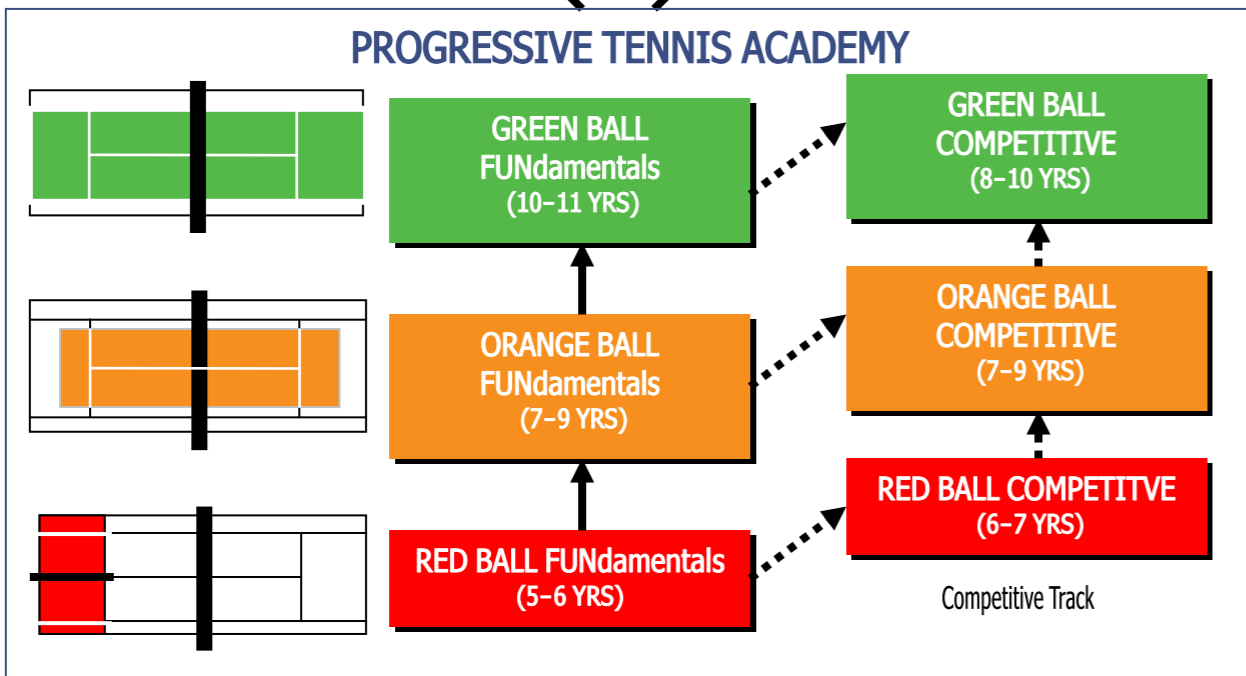 PROGRESSIVE TENNIS ACADEMY
GREEN BALL
FUNdamentals
(10–11 YRS)
GREEN BALL
COMPETITIVE
(8–10 YRS)
ORANGE BALL
FUNdamentals
(7–9 YRS)
ORANGE BALL
COMPETITIVE
(7–9 YRS)
RED BALL FUNdamentals
(5–6 YRS)
RED BALL COMPETITVE
(6–7 YRS)
Competitive Track